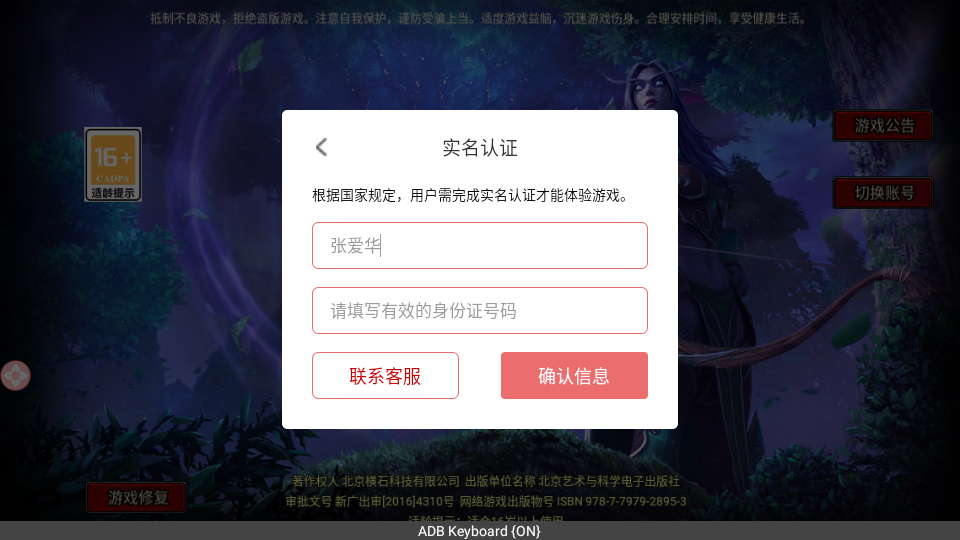 抵制不良游戏，拒绝盗版游戏。注意自我保护，谨防受骗上当。适度游戏益脑，沉迷游戏伤身。合理安排时间，享受健康生活。
16+
CADPA
适龄提示
游戏公告
切换账号
实名认证
根据国家规定，用户需完成实名认证才能体验游戏。
张爱华
请填写有效的身份证号码
联系客服
确认信息
游戏修复
著作权人 北京横石科技有限公司 出版单位名称 北京艺术与科学电子出版社
审批文号 新广出审[2016]4310号 网络游戏出版物号 ISBN 978-7-7979-2895-3
适龄提示：适合16岁以上使用
ADB Keyboard {ON}